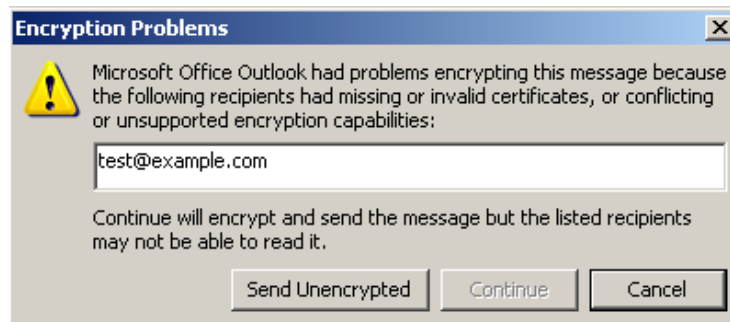 Encryption Problems
Microsoft Office Outlook had problems encrypting this message because
the following recipients had missing or invalid certificates, or conflicting
or unsupported encryption capabilities:
test@example.com
Continue will encrypt and send the message but the listed recipients
may not be able to read it.
Send Unencrypted Continue Cancel